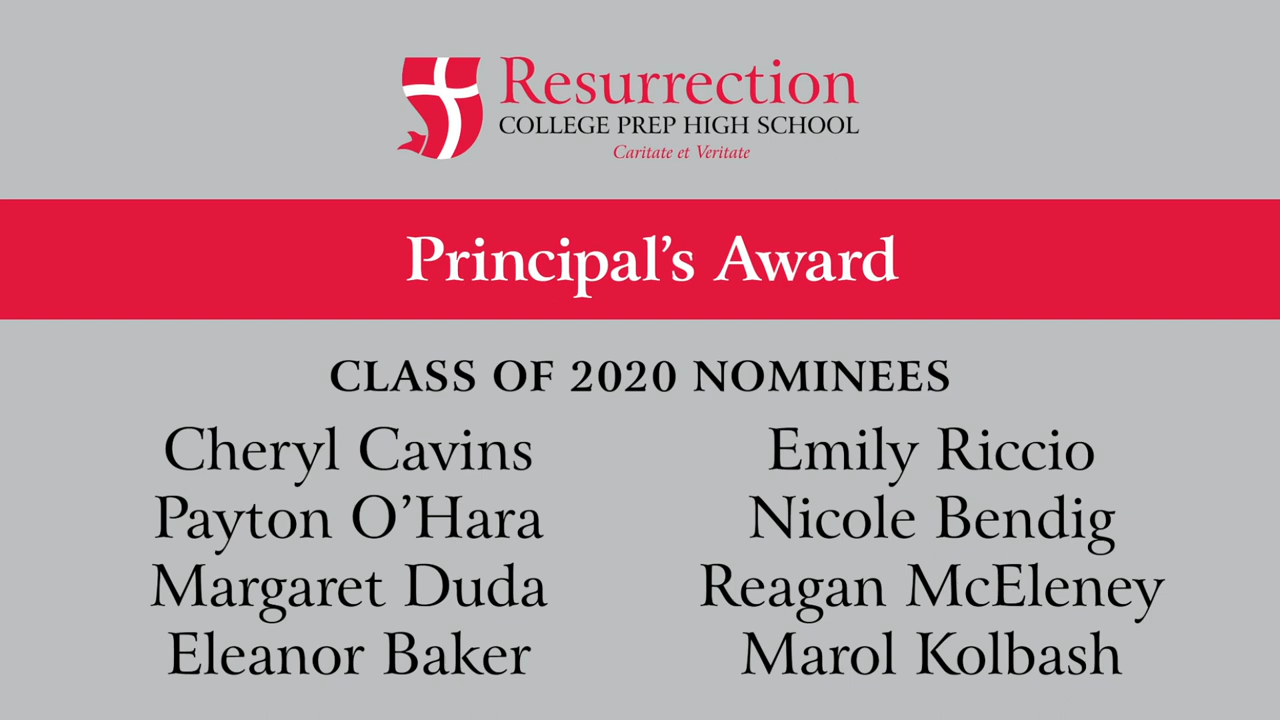 Resurrection
COLLEGE PREP HIGH SCHOOL
Caritate et Veritate
Principal’s Award
CLASS OF 2020 NOMINEES
Cheryl Cavins
Payton O’Hara
Margaret Duda
Eleanor Baker
Emily Riccio
Nicole Bendig
Reagan McEleney
Marol Kolbash